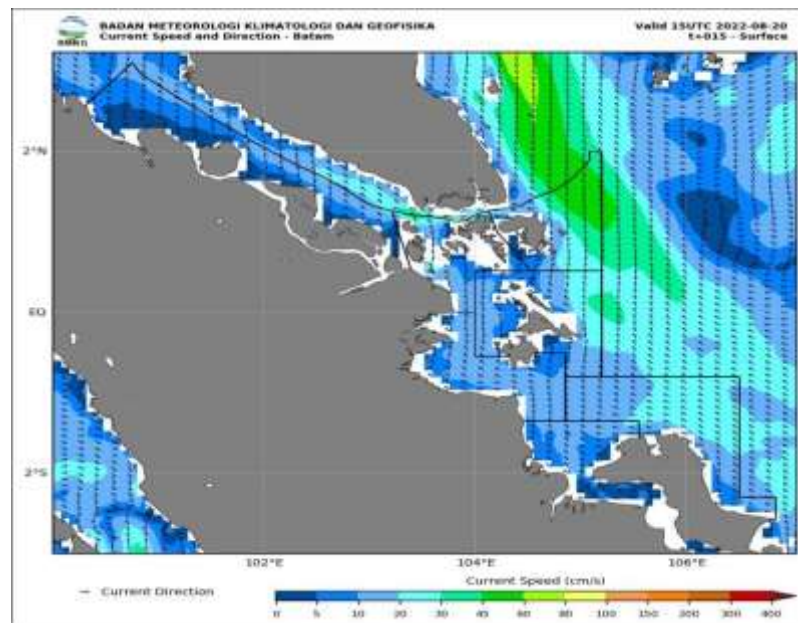 BADAN METEOROLOGI KLIMATOLOGI DAN GEOFISIKA
Current Speed and Direction - Batam
Valid 15UTC 2022-08-20
t=015 - Surface
BMKG
2°N
EQ
2°S
102°E
104°E
106°E
Current Direction
Current Speed (cm/s)
0 5 10 30 45 60 80 100 150 200 300 400